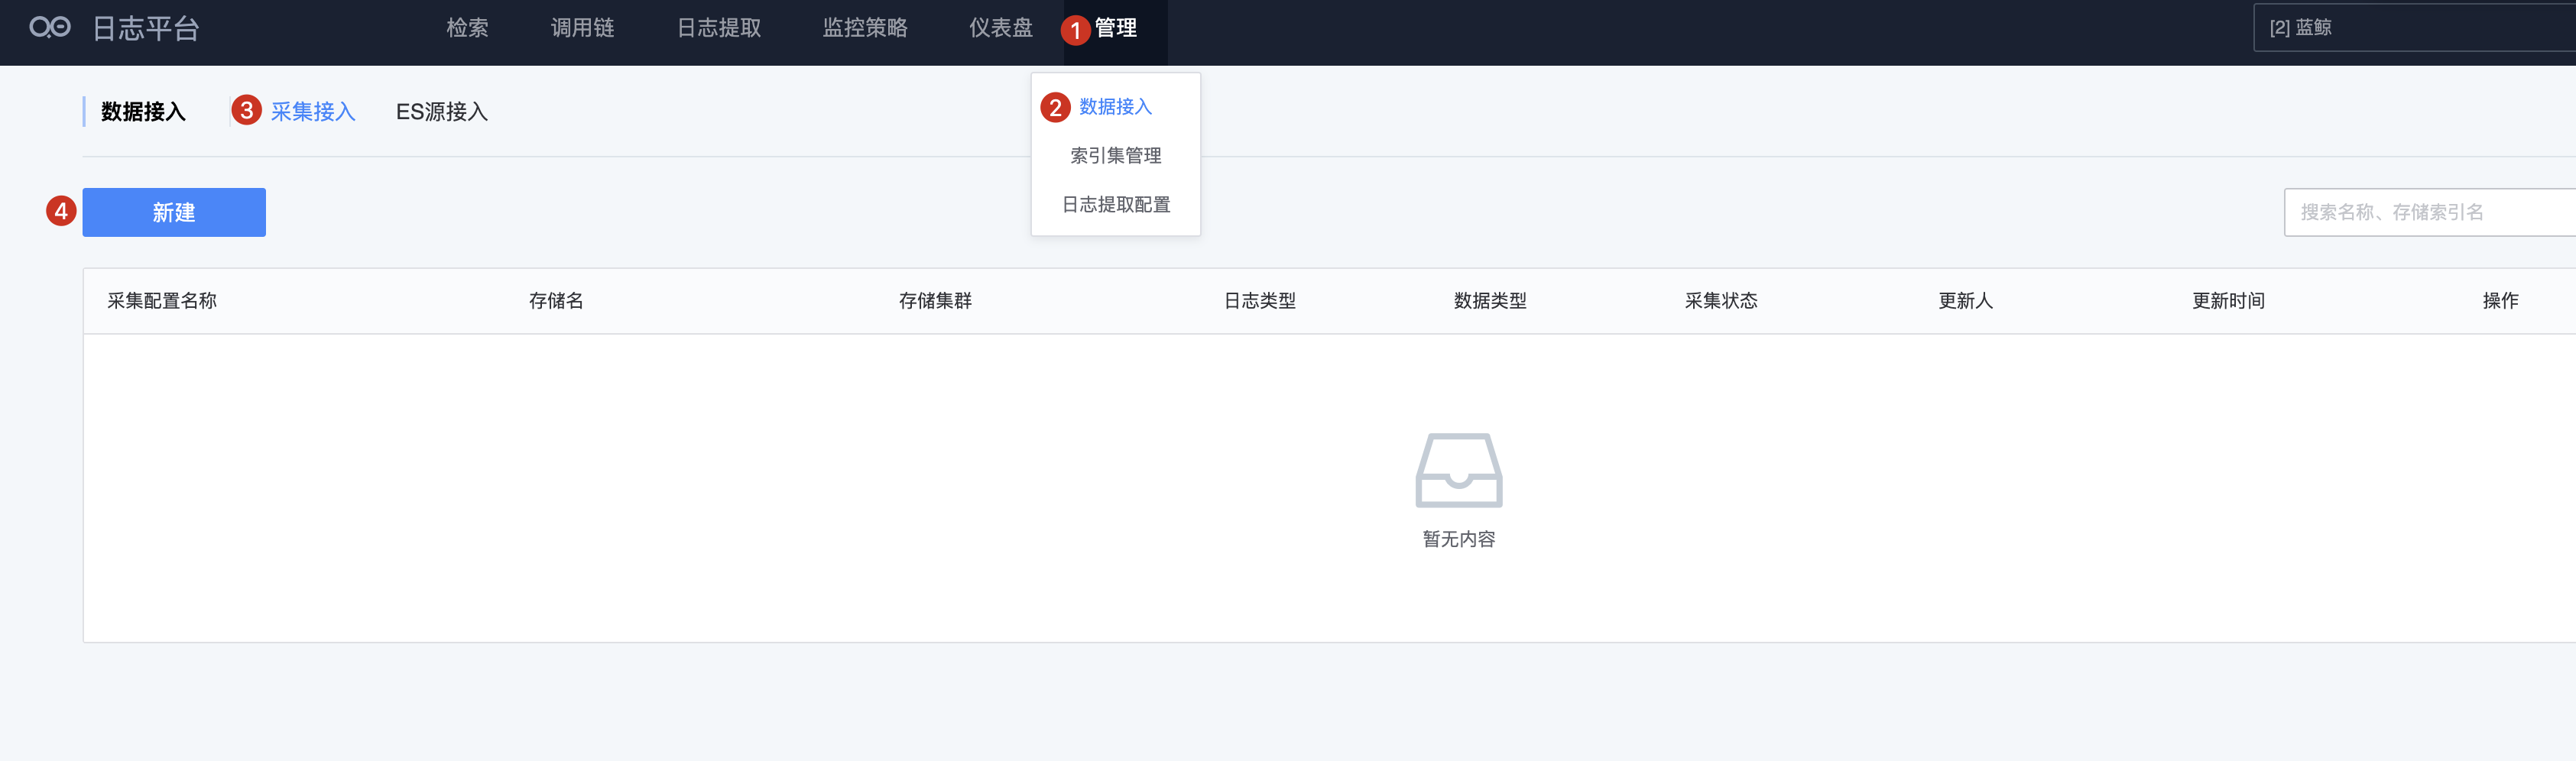 日志平台 检索 调用链 日志提取 监控策略 仪表盘 1 管理 [2] 蓝鲸
数据接入 3 采集接入 ES源接入
2 数据接入
索引集管理
日志提取配置
4 新建 搜索名称、存储索引名
采集配置名称 存储名 存储集群 日志类型 数据类型 采集状态 更新人 更新时间 操作
暂无内容